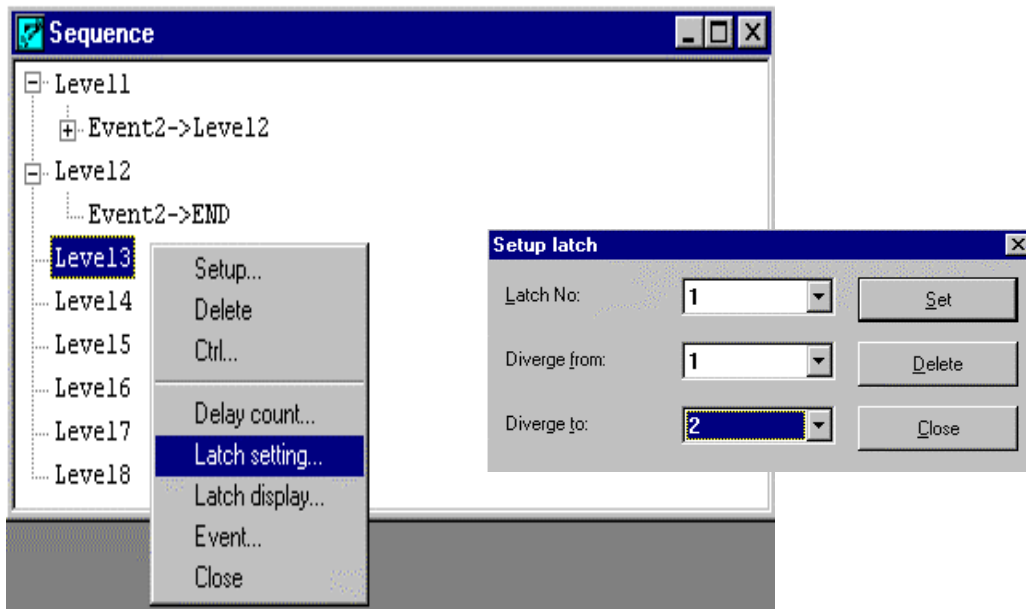 Sequence
Level1
Event2->Level2
Level2
Event2->END
Level3
Level4
Level5
Level6
Level7
Level8
Setup...
Delete
Ctrl...
Delay count...
Latch setting...
Latch display...
Event...
Close
Setup latch
Latch No:
1
Set
Diverge from:
1
Delete
Diverge to:
2
Close